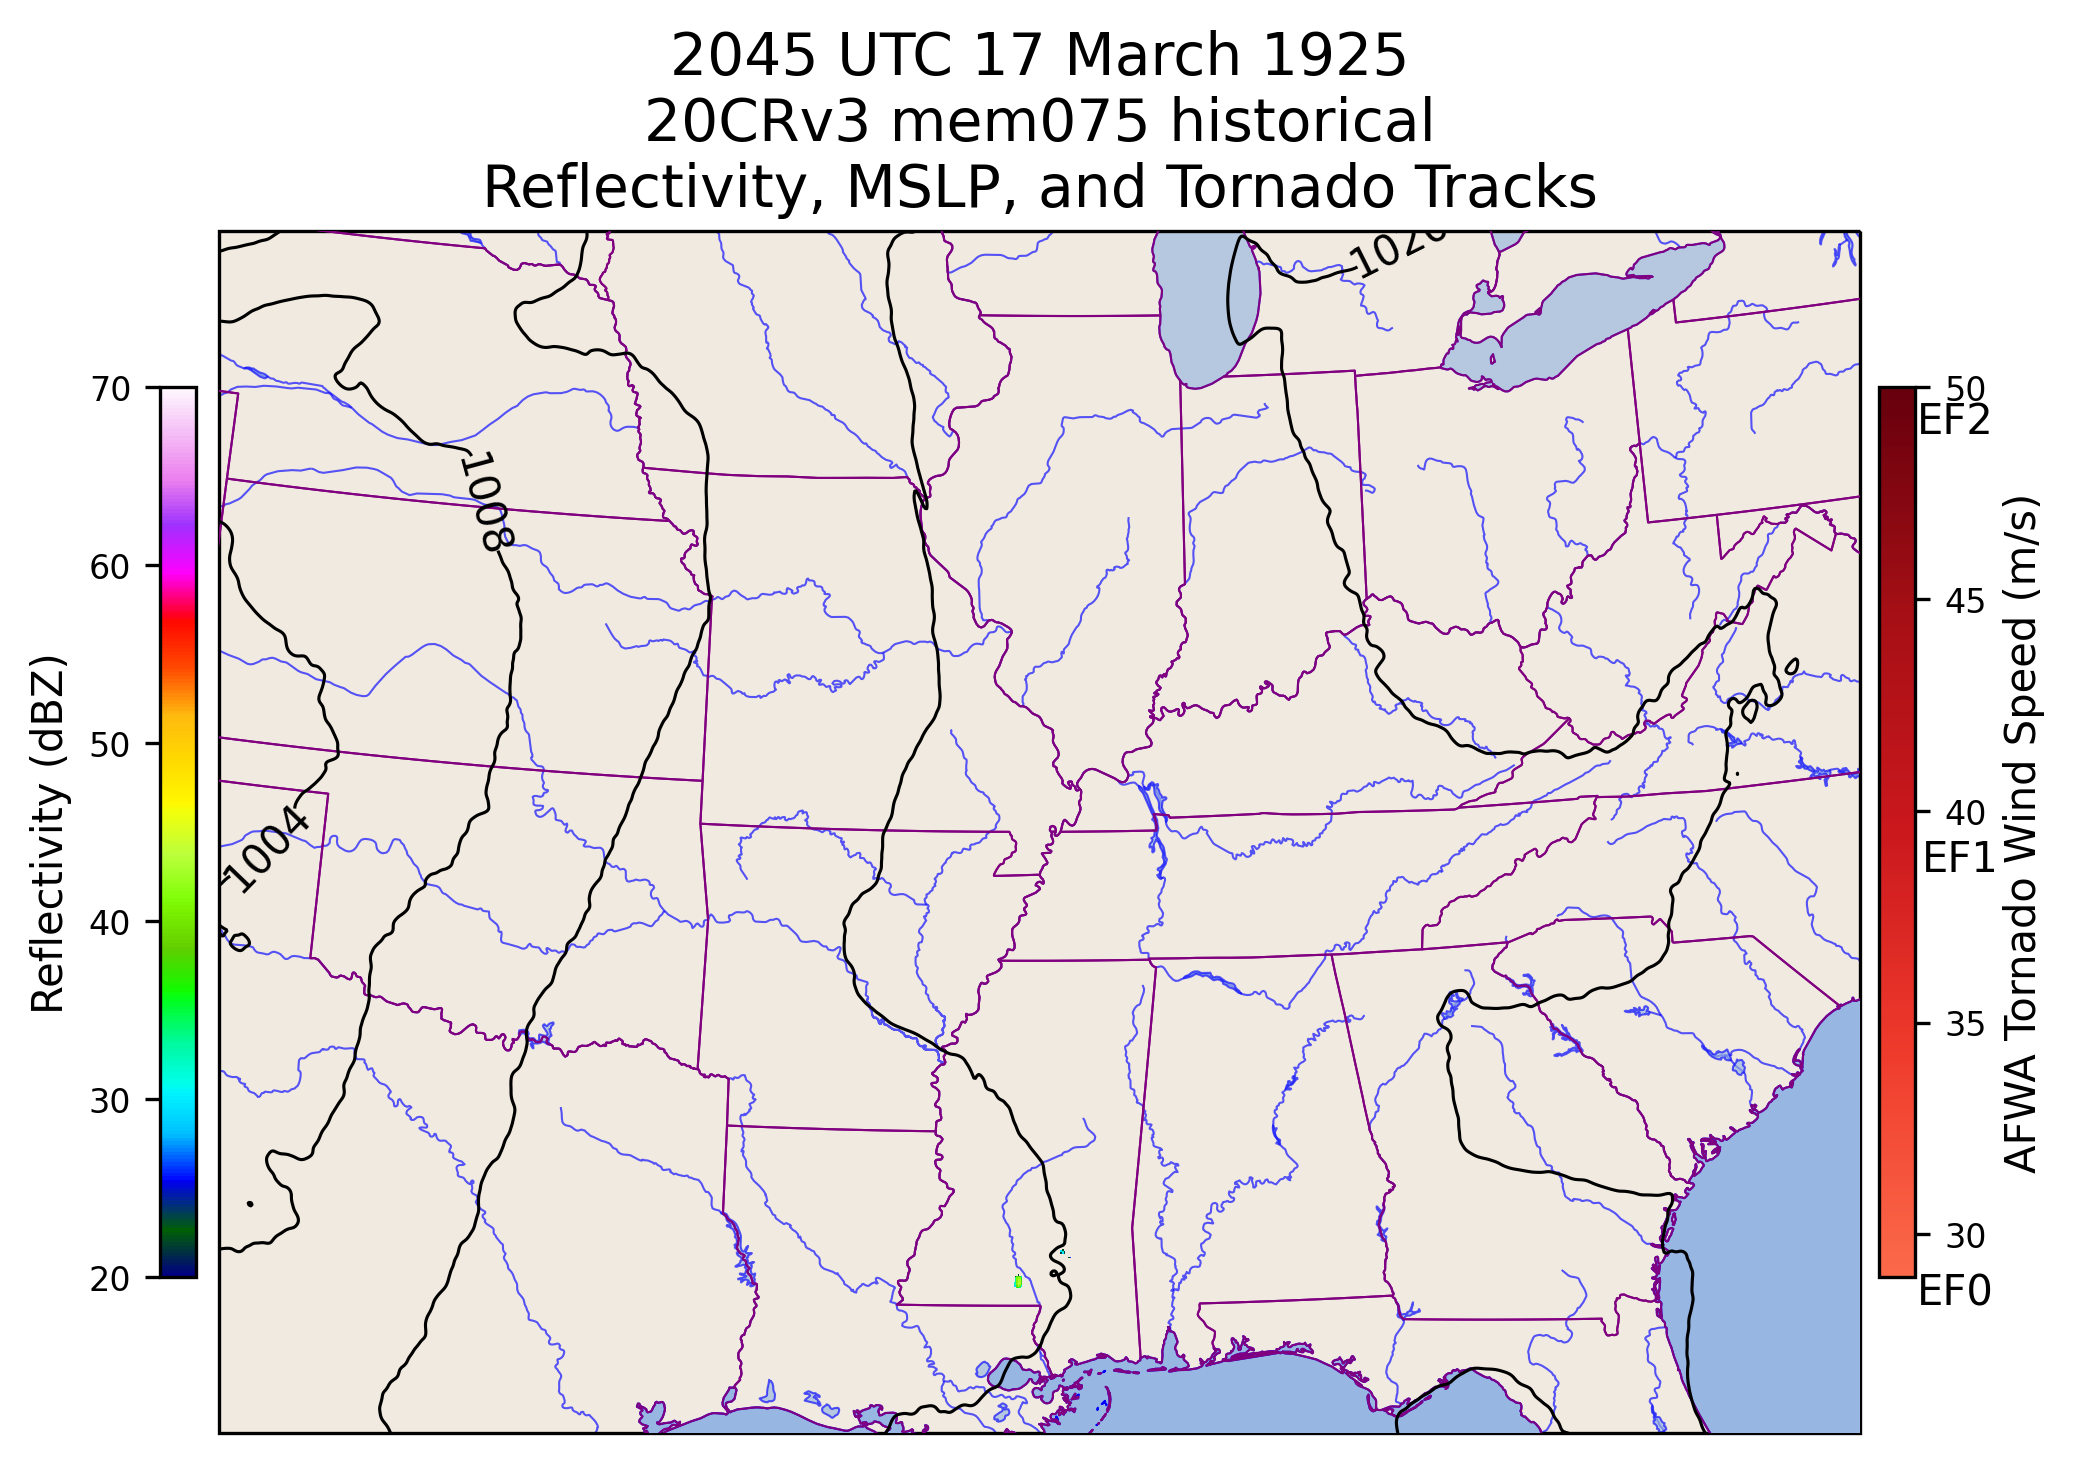 2045 UTC 17 March 1925
20CRv3 mem075 historical
Reflectivity, MSLP, and Tornado Tracks
1008
1004
70
60
50
40
30
20
Reflectivity (dBZ)
50
EF2
45
40
EF1
35
30
EF0
AFWA Tornado Wind Speed (m/s)